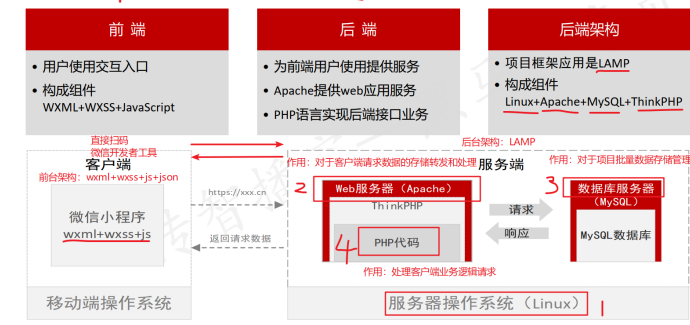 前 端
用户使用交互入口
构成组件
WXML+WXSS+JavaScript
后 端
为前端用户使用提供服务
Apache提供web应用服务
PHP语言实现后端接口业务
后端架构
项目框架应用是LAMP
构成组件
Linux+Apache+MySQL+ThinkPHP
直接扫码
微信开发者工具
后台架构:LAMP
客户端
前台架构:wxml+wxss+js+json
微信小程序
wxml+wxss+js
移动端操作系统
https://xxx.cn
返回请求数据
作用:对于客户端请求数据的存储转发和处理
服务端
作用:对于项目批量数据存储管理
2
Web服务器(Apache)
ThinkPHP
4
PHP代码
作用:处理客户端业务逻辑请求
请求
响应
3
数据库服务器
(MySQL)
MySQL数据库
服务器操作系统(Linux)
1